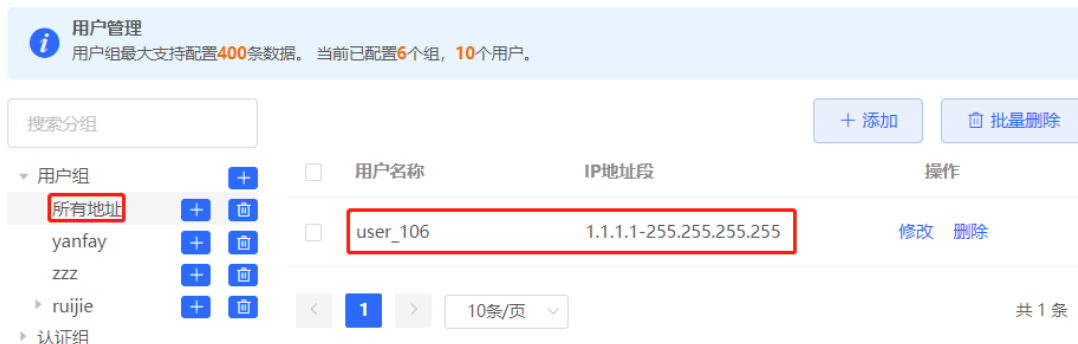 用户管理
用户组最大支持配置400条数据。 当前已配置6个组，10个用户。
搜索分组
添加
批量删除
用户组
所有地址
yanfay
zzz
ruijie
认证组
用户名称 IP地址段 操作
user_106 1.1.1.1-255.255.255.255 修改 删除
1 10条/页 共 1 条